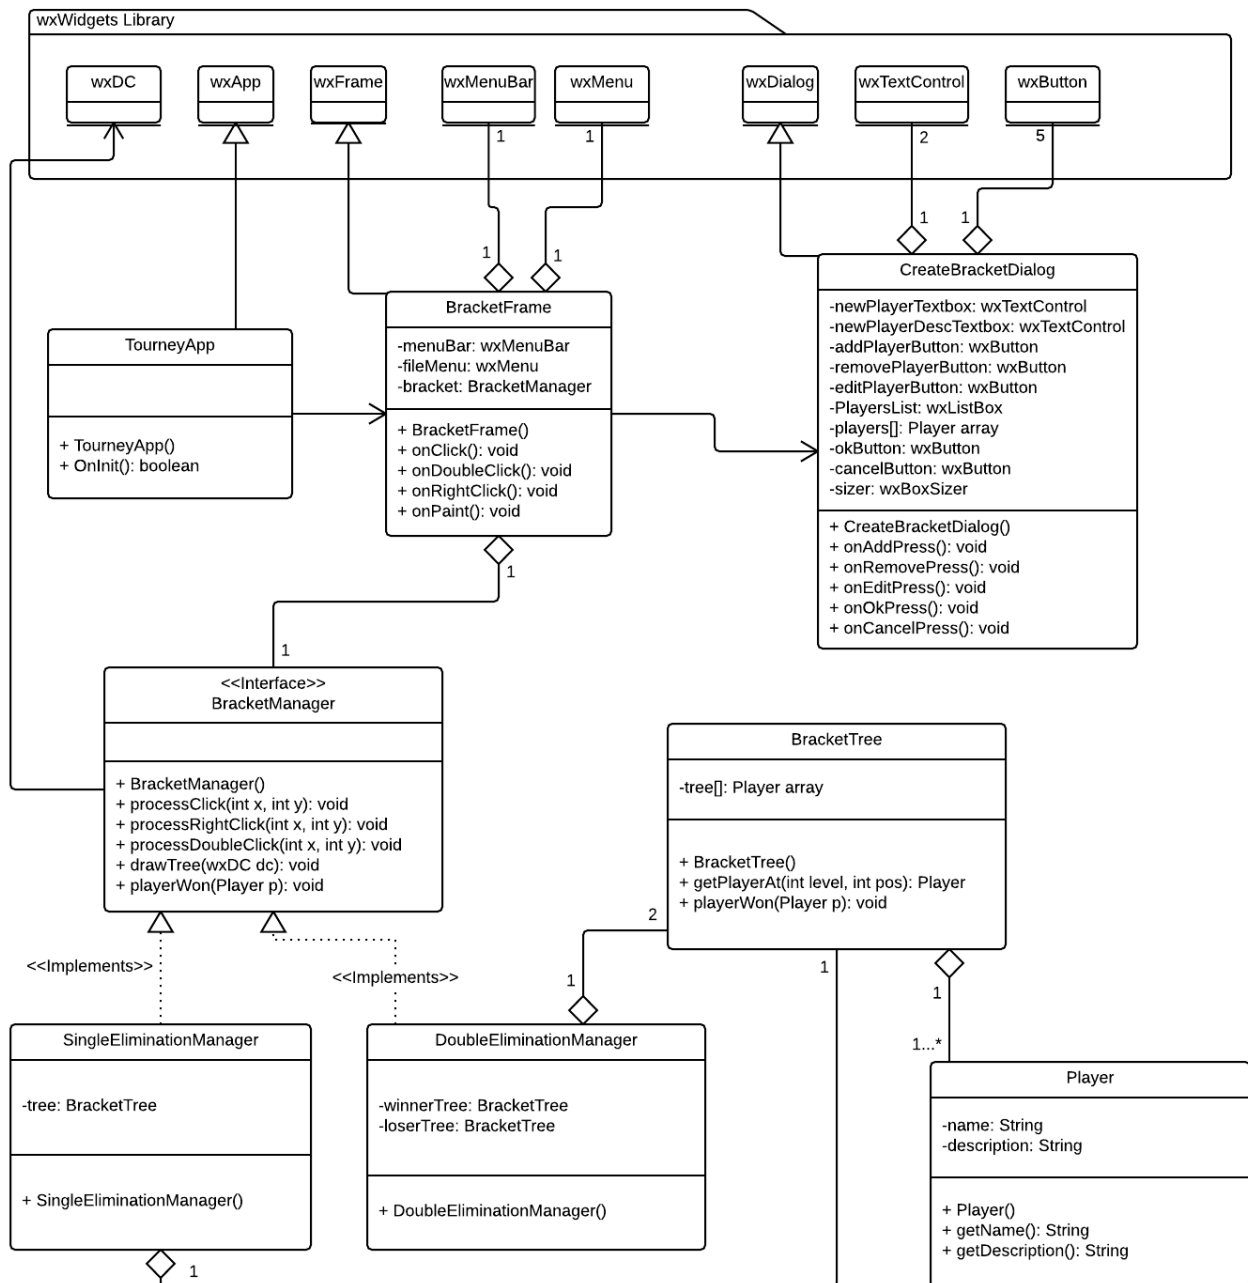 wxWidgets Library
wxDC
wxApp
wxFrame
wxMenuBar
wxMenu
wxDialog
wxTextControl
wxButton
1
1
2
5
1
1
1
1
CreateBracketDialog
-newPlayerTextbox: wxTextControl
-newPlayerDescTextbox: wxTextControl
-addPlayerButton: wxButton
-removePlayerButton: wxButton
-editPlayerButton: wxButton
-PlayersList: wxListBox
-players[]: Player array
-okButton: wxButton
-cancelButton: wxButton
-sizer: wxBoxSizer
+ CreateBracketDialog()
+ onAddPress(): void
+ onRemovePress(): void
+ onEditPress(): void
+ onOkPress(): void
+ onCancelPress(): void
BracketFrame
-menuBar: wxMenuBar
-fileMenu: wxMenu
-bracket: BracketManager
+ BracketFrame()
+ onClick(): void
+ onDoubleClick(): void
+ onRightClick(): void
+ onPaint(): void
TourneyApp
+ TourneyApp()
+ OnInit(): boolean
1
1
<<Interface>>
BracketManager
+ BracketManager()
+ processClick(int x, int y): void
+ processRightClick(int x, int y): void
+ processDoubleClick(int x, int y): void
+ drawTree(wxDC dc): void
+ playerWon(Player p): void
BracketTree
-tree[]: Player array
+ BracketTree()
+ getPlayerAt(int level, int pos): Player
+ playerWon(Player p): void
2
<<Implements>>
<<Implements>>
1
1
1
1...*
SingleEliminationManager
-tree: BracketTree
+ SingleEliminationManager()
DoubleEliminationManager
-winnerTree: BracketTree
-loserTree: BracketTree
+ DoubleEliminationManager()
Player
-name: String
-description: String
+ Player()
+ getName(): String
+ getDescription(): String
1